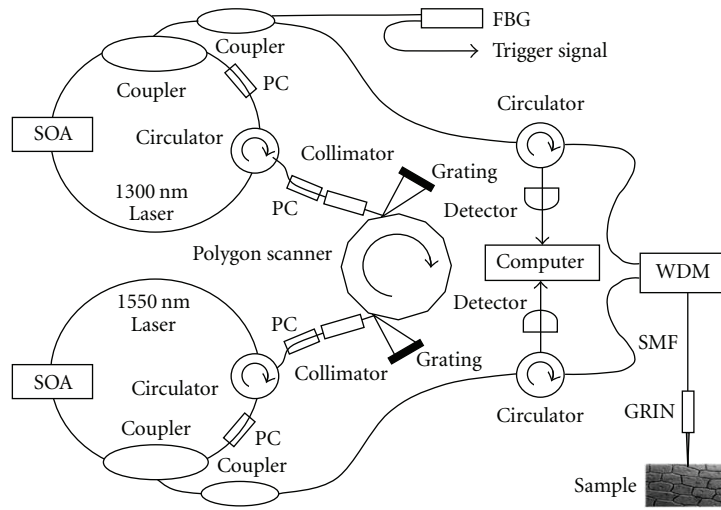 FBG
Coupler
Trigger signal
Coupler
PC
SOA
Circulator
Circulator
Collimator
Grating
1300 nm
Laser
PC
Detector
Polygon scanner
Computer
WDM
1550 nm
Laser
PC
Detector
SMF
SOA
Circulator
Collimator
Grating
Coupler
PC
Circulator
GRIN
Coupler
Sample